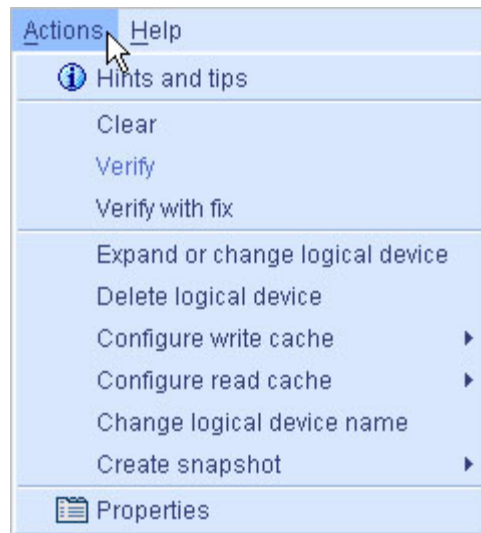 Actions Help
Hints and tips
Clear
Verify
Verify with fix
Expand or change logical device
Delete logical device
Configure write cache
Configure read cache
Change logical device name
Create snapshot
Properties